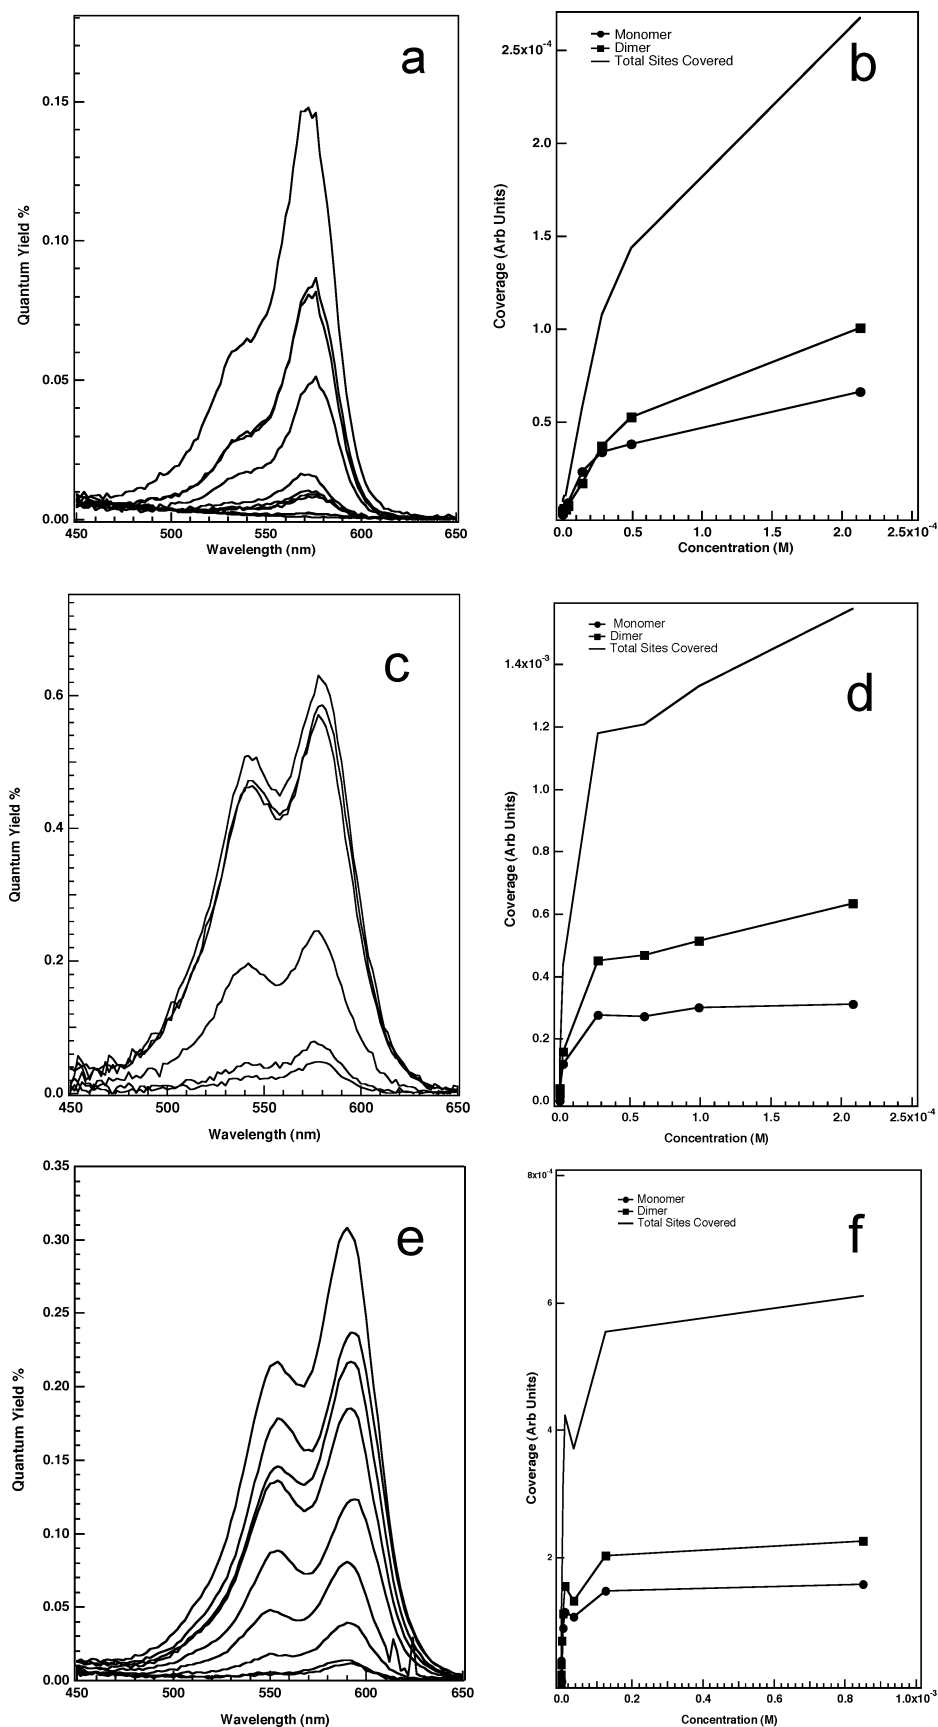 a
0.15
0.10
0.05
0.00
450
500
550
600
650
Wavelength (nm)
Quantum Yield %
b
Monomer
Dimer
Total Sites Covered
2.5x10-4
2.0
1.5
1.0
0.5
0.0
0.5
1.0
1.5
2.0
2.5x10-4
Concentration (M)
Coverage (Arb Units)
c
0.6
0.4
0.2
0.0
450
500
550
600
650
Wavelength (nm)
Quantum Yield %
d
Monomer
Dimer
Total Sites Covered
1.4x10-3
1.2
1.0
0.8
0.6
0.4
0.2
0.0
0.0
0.5
1.0
1.5
2.0
2.5x10-4
Concentration (M)
Coverage (Arb Units)
e
0.35
0.30
0.25
0.20
0.15
0.10
0.05
0.00
450
500
550
600
650
Wavelength (nm)
Quantum Yield %
f
Monomer
Dimer
Total Sites Covered
8x10-4
6
4
2
0.0
0.2
0.4
0.6
0.8
1.0x10-3
Concentration (M)
Coverage (Arb Units)